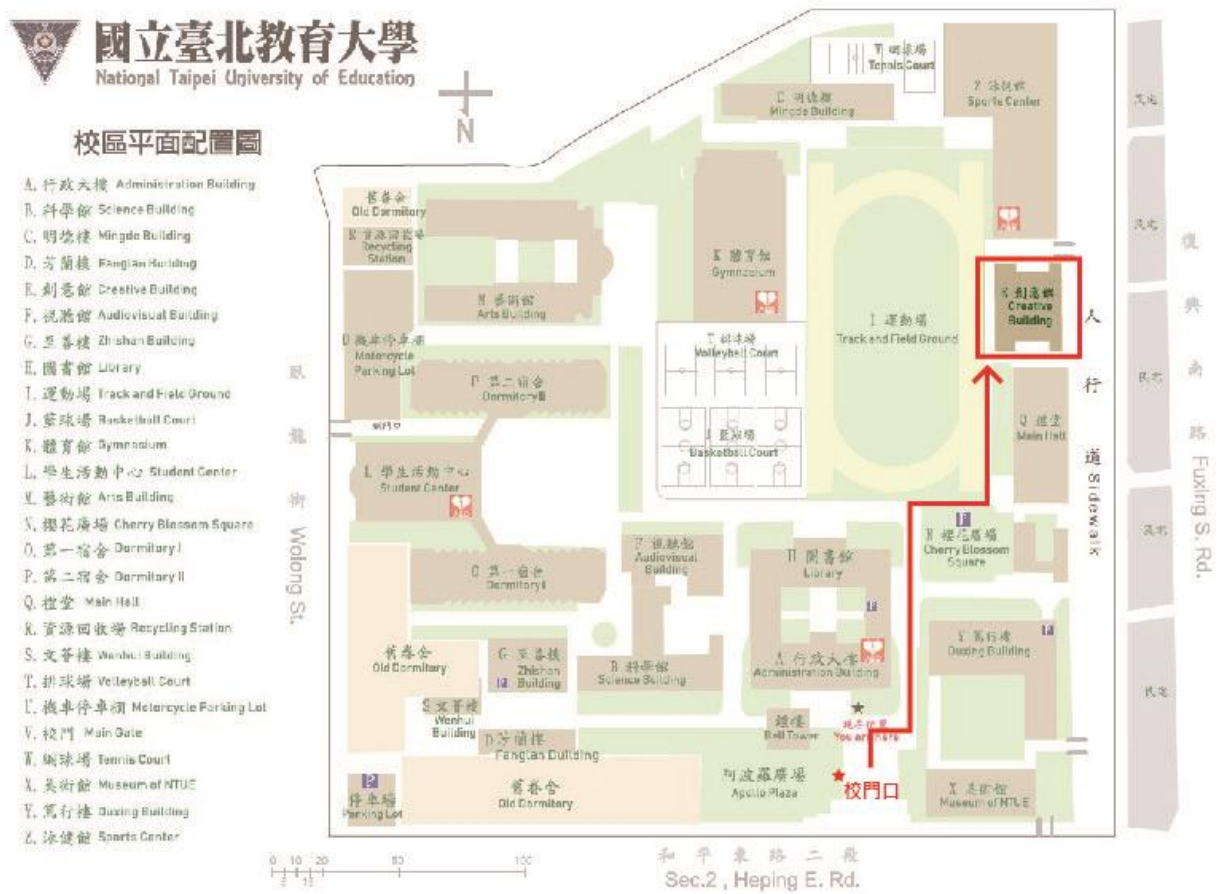 國立臺北教育大學
National Taipei University of Education
N
校區平面配置圖
A. 行政大樓 Administration Building
B. 科學館 Science Building
C. 明德樓 Mingde Building
D. 芳蘭樓 Fanglan Building
E. 創意館 Creative Building
F. 視聽館 Audiovisual Building
G. 至善樓 Zhishan Building
H. 圖書館 Library
I. 運動場 Track and Field Ground
J. 籃球場 Basketball Court
K. 體育館 Gymnasium
L. 學生活動中心 Student Center
M. 藝術館 Arts Building
N. 櫻花廣場 Cherry Blossom Square
O. 第一宿舍 Dormitory I
P. 第二宿舍 Dormitory II
Q. 禮堂 Main Hall
R. 資源回收場 Recycling Station
S. 文薈樓 Wenhui Building
T. 排球場 Volleyball Court
U. 機車停車棚 Motorcycle Parking Lot
V. 校門 Main Gate
W. 網球場 Tennis Court
X. 美術館 Museum of NTUE
Y. 篤行樓 Duxing Building
Z. 泳健館 Sports Center
W 網球場
Tennis Court
C 明德樓
Mingde Building
Z 泳健館
Sports Center
舊宿舍
Old Dormitory
R 資源回收場
Recycling
Station
M 藝術館
Arts Building
K 體育館
Gymnasium
創意館
Creative
Building
I 運動場
Track and Field Ground
T 排球場
Volleyball Court
U 機車停車棚
Motorcycle
Parking Lot
P 第二宿舍
Dormitory II
J 籃球場
Basketball Court
Q 禮堂
Main Hall
L 學生活動中心
Student Center
N 櫻花廣場
Cherry Blossom
Square
F 視聽館
Audiovisual
Building
H 圖書館
Library
O 第一宿舍
Dormitory I
舊宿舍
Old Dormitory
G 至善樓
Zhishan
Building
B 科學館
Science Building
A 行政大樓
Administration Building
Y 篤行樓
Duxing Building
S 文薈樓
Wenhui
Building
D 芳蘭樓
Fanglan Building
鐘樓
Bell Tower
現在位置
You are here
P
停車場
Parking Lot
舊宿舍
Old Dormitory
阿波羅廣場
Apollo Plaza
校門口
X 美術館
Museum of NTUE
臥龍街 Wolong St.
人行道 Sidewalk
復興南路 Fuxing S. Rd.
民宅
民宅
民宅
民宅
民宅
0 10 20 50 100
5 15
和平東路二段
Sec.2 , Heping E. Rd.